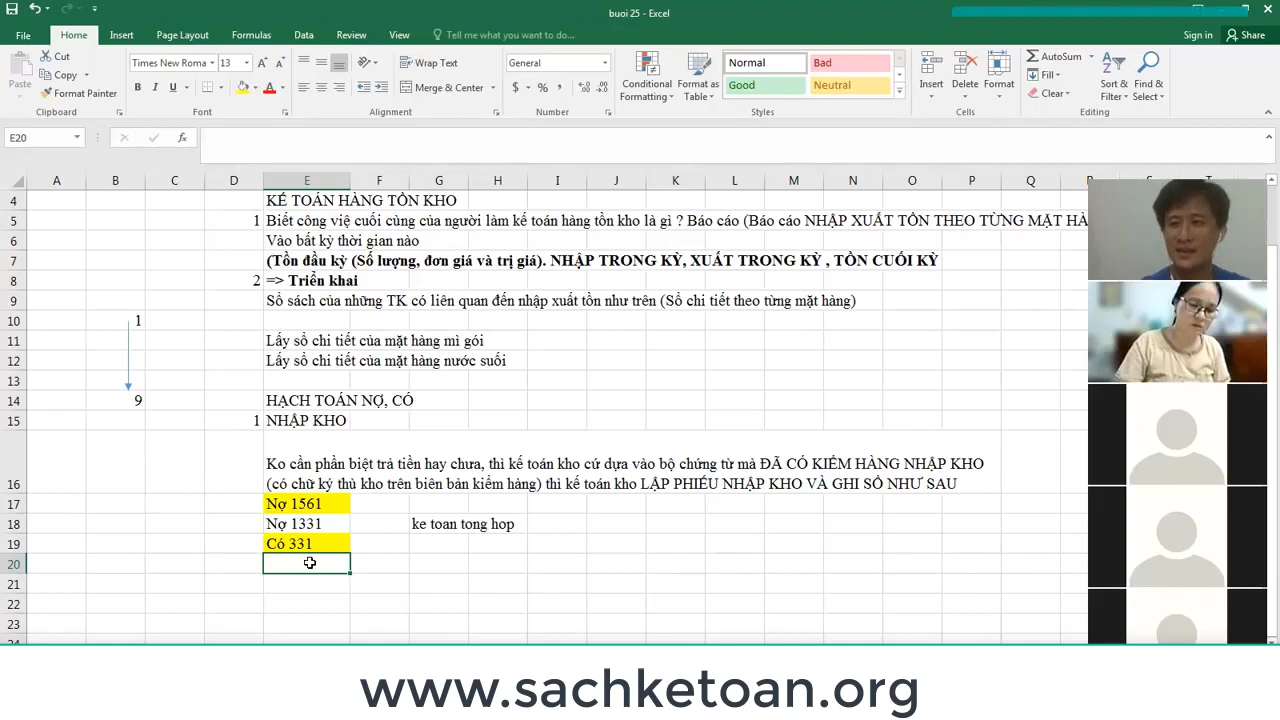 buoi 25 - Excel
File Home Insert Page Layout Formulas Data Review View Tell me what you want to do... Sign in Share
Cut
Copy
Format Painter
Paste
Clipboard
Times New Roma 13
B I U
Font
Wrap Text
Merge & Center
Alignment
General
$ % ,
Number
Conditional Formatting
Format as Table
Normal Bad
Good Neutral
Styles
Insert Delete Format
Cells
AutoSum
Fill
Clear
Sort & Filter
Find & Select
Editing
E20 fx
A B C D E F G H I J K L M N O P Q
4 KẾ TOÁN HÀNG TỒN KHO
5 1 Biết công việ cuối cùng của người làm kế toán hàng tồn kho là gì ? Báo cáo (Báo cáo NHẬP XUẤT TỒN THEO TỪNG MẶT HÀ
6 Vào bất kỳ thời gian nào
7 (Tồn đầu kỳ (Số lượng, đơn giá và trị giá). NHẬP TRONG KỲ, XUẤT TRONG KỲ , TỒN CUỐI KỲ
8 2 => Triển khai
9 Sổ sách của những TK có liên quan đến nhập xuất tồn như trên (Sổ chi tiết theo từng mặt hàng)
10 1
11 Lấy sổ chi tiết của mặt hàng mì gói
12 Lấy sổ chi tiết của mặt hàng nước suối
13
14 9 HẠCH TOÁN NỢ, CÓ
15 1 NHẬP KHO
Ko cần phần biệt trả tiền hay chưa, thì kế toán kho cứ dựa vào bộ chứng từ mà ĐÃ CÓ KIỂM HÀNG NHẬP KHO
16 (có chữ ký thủ kho trên biên bản kiểm hàng) thì kế toán kho LẬP PHIẾU NHẬP KHO VÀ GHI SỔ NHƯ SAU
17 Nợ 1561
18 Nợ 1331 ke toan tong hop
19 Có 331
20
21
22
23
24
www.sachketoan.org